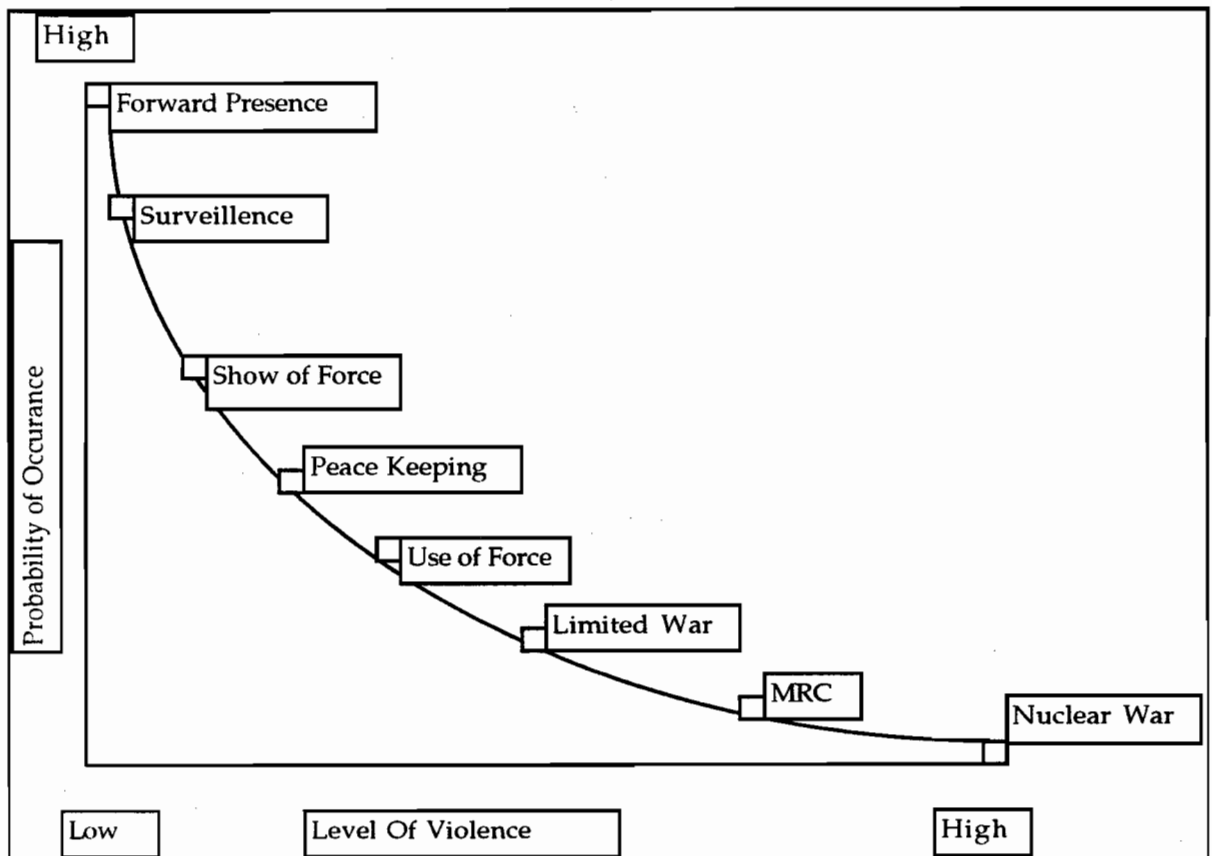 High
Forward Presence
Surveillence
Show of Force
Probability of Occurance
Peace Keeping
Use of Force
Limited War
MRC
Nuclear War
Low
Level Of Violence
High